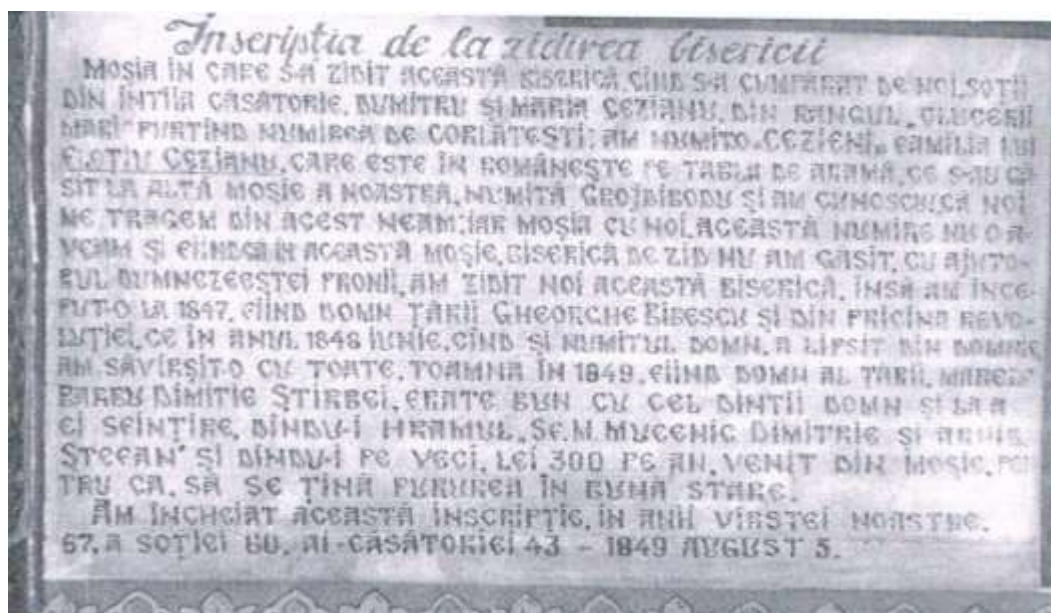 Inscripția de la zidirea bisericii
MOȘIA ÎN CARE S-A ZIDIT ACEASTĂ BISERICĂ, CÎND S-A CUMPĂRAT DE NOI, SOȚII
DIN ÎNTÎIA CĂSĂTORIE, DUMITRU ȘI MARIA CEZIANU, DIN RANGUL, CLUCERII
MARI" PURTÎND NUMIREA DE CORLĂTEȘTI; AM NUMIT-O CEZIENI, FAMILIA LUI
CEZIANU, CARE ESTE ÎN ROMÂNEȘTE PE TABLA DE ARAMĂ, CE S-AU GĂ
SIT LA ALTĂ MOȘIE A NOASTRĂ, NUMITĂ GROJDIBODU ȘI AM CUNOSCUT, CĂ NOI
NE TRAGEM DIN ACEST NEAM; IAR MOȘIA CU NOI, ACEASTĂ NUMIRE NU O A-
VEAM ȘI FIINDCĂ ÎN ACEASTĂ MOȘIE, BISERICĂ DE ZID NU AM GĂSIT, CU AJUTO-
RUL DUMNEZEEȘTEI PRONII, AM ZIDIT NOI ACEASTĂ BISERICĂ, ÎNSĂ AM ÎNCE-
PUT-O LA 1847, FIIND DOMN ȚĂRII GHEORGHE BIBESCU ȘI DIN PRICINA REVO-
LUȚIEI, CE ÎN ANUL 1848 IUNIE, CÎND ȘI NUMITUL DOMN, A LIPSIT DIN DOMNIE
AM SĂVÎRȘIT-O CU TOATE, TOAMNA ÎN 1849, FIIND DOMN AL ȚĂRII, MARELE
BARBU DIMITIE ȘTIRBEI, FRATE BUN CU CEL DINTÎI DOMN ȘI LA A
EI SFINȚIRE, DÎNDU-I HRAMUL, SF. M. MUCENIC DIMITRIE ȘI ARHID.
ȘTEFAN" ȘI DÎNDU-I PE VECI, LEI 300 PE AN, VENIT DIN MOȘIE, PEN
TRU CA, SĂ SE ȚINĂ PURUREA ÎN BUNĂ STARE.
AM ÎNCHEIAT ACEASTĂ INSCRIPȚIE, ÎN ANII VÎRSTEI NOASTRE,
67, A SOȚIEI 60, AI CĂSĂTORIEI 43 - 1849 AUGUST 5.